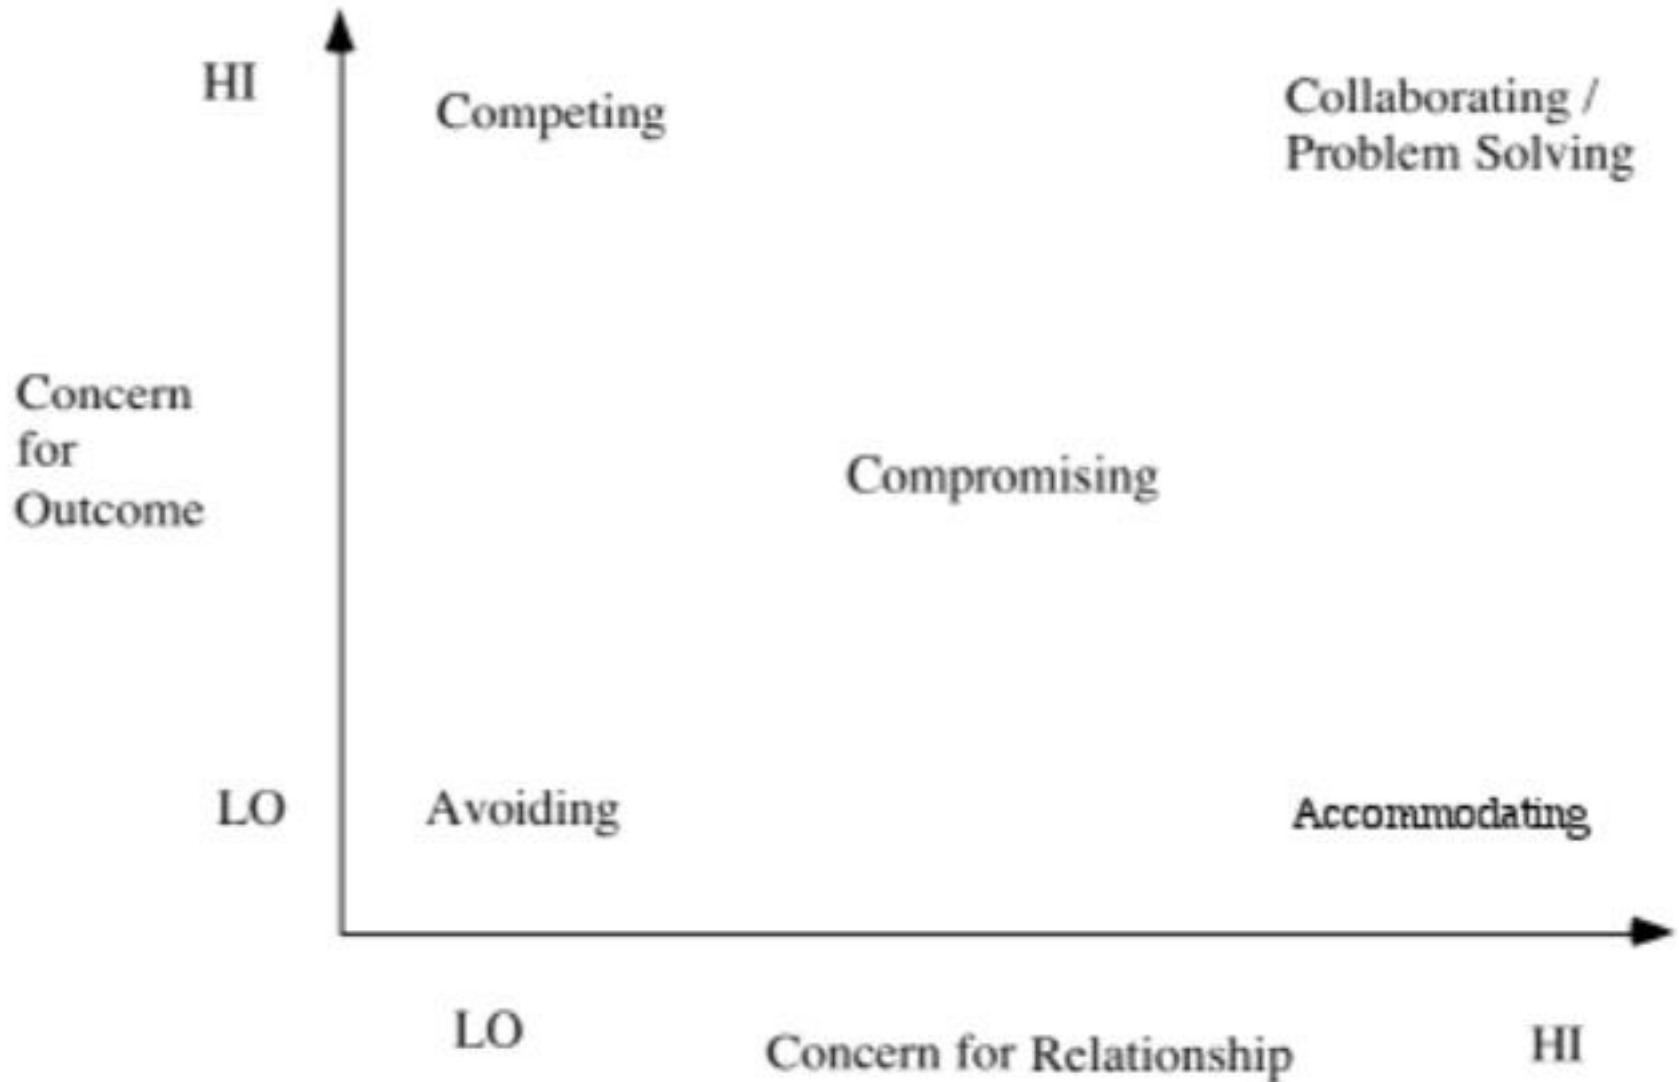 HI
Competing
Collaborating /
Problem Solving
Concern
for
Outcome
Compromising
LO
Avoiding
Accommodating
LO
Concern for Relationship
HI